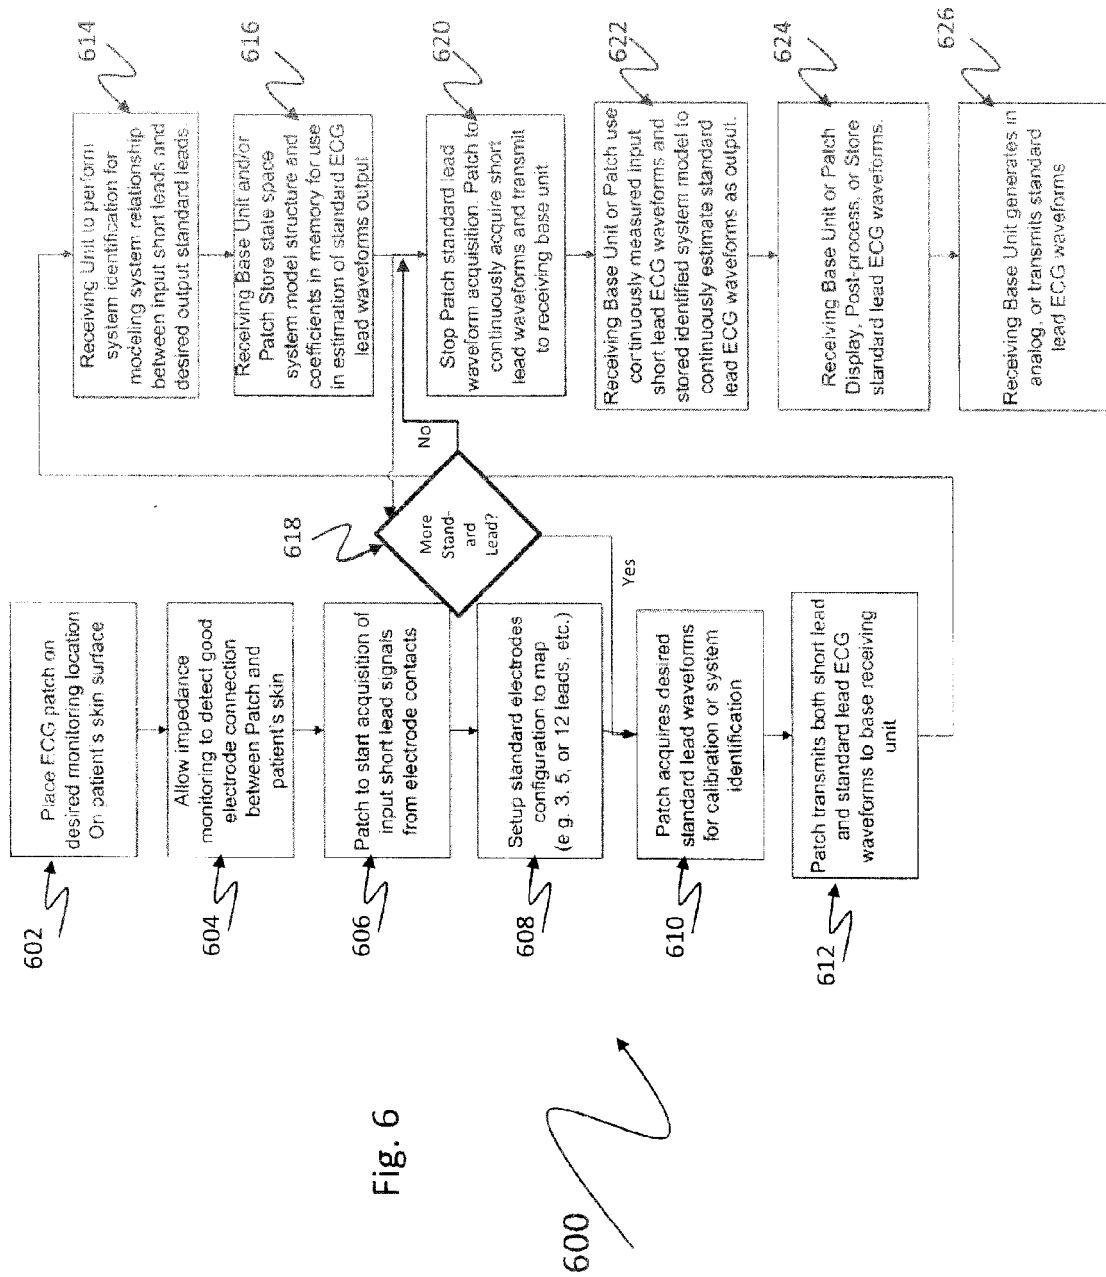 602
Place ECG patch on
desired monitoring location
On patient's skin surface
604
Allow impedance
monitoring to detect good
electrode connection
between Patch and
patient's skin
606
Patch to start acquisition of
input short lead signals
from electrode contacts
608
Setup standard electrodes
configuration to map
(e g. 3, 5, or 12 leads, etc.)
610
Patch acquires desired
standard lead waveforms
for calibration or system
identification
612
Patch transmits both short lead
and standard lead ECG
waveforms to base receiving
unit
618
More
Stand-
ard
Lead?
No
Yes
614
Receiving Unit to perform
system identification for
modeling system relationship
between input short leads and
desired output standard leads
616
Receiving Base Unit and/or
Patch Store state space
system model structure and
coefficients in memory for use
in estimation of standard ECG
lead waveforms output
620
Stop Patch standard lead
waveform acquisition. Patch to
continuously acquire short
lead waveforms and transmit
to receiving base unit
622
Receiving Base Unit or Patch use
continuously measured input
short lead ECG waveforms and
stored identified system model to
continuously estimate standard
lead ECG waveforms as output.
624
Receiving Base Unit or Patch
Display, Post-process, or Store
standard lead ECG waveforms.
626
Receiving Base Unit generates in
analog, or transmits standard
lead ECG waveforms
Fig. 6
600